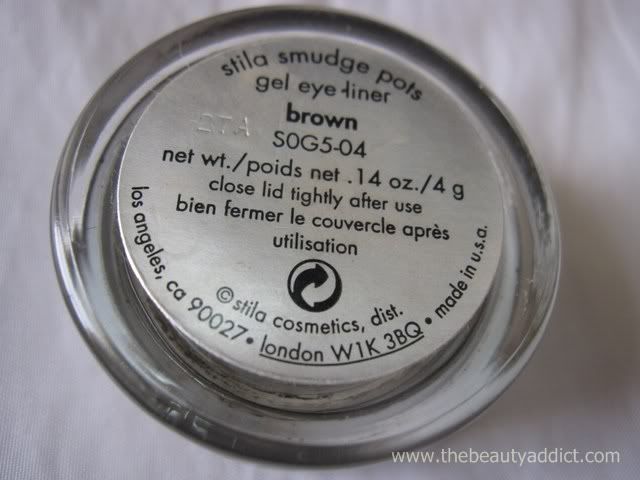 stila smudge pots
gel eye-liner
brown
S0G5-04
net wt./poids net .14 oz./4 g
close lid tightly after use
bien fermer le couvercle après
utilisation
© stila cosmetics, dist.
los angeles, ca 90027 • london W1K 3BQ • made in u.s.a.
www.thebeautyaddict.com